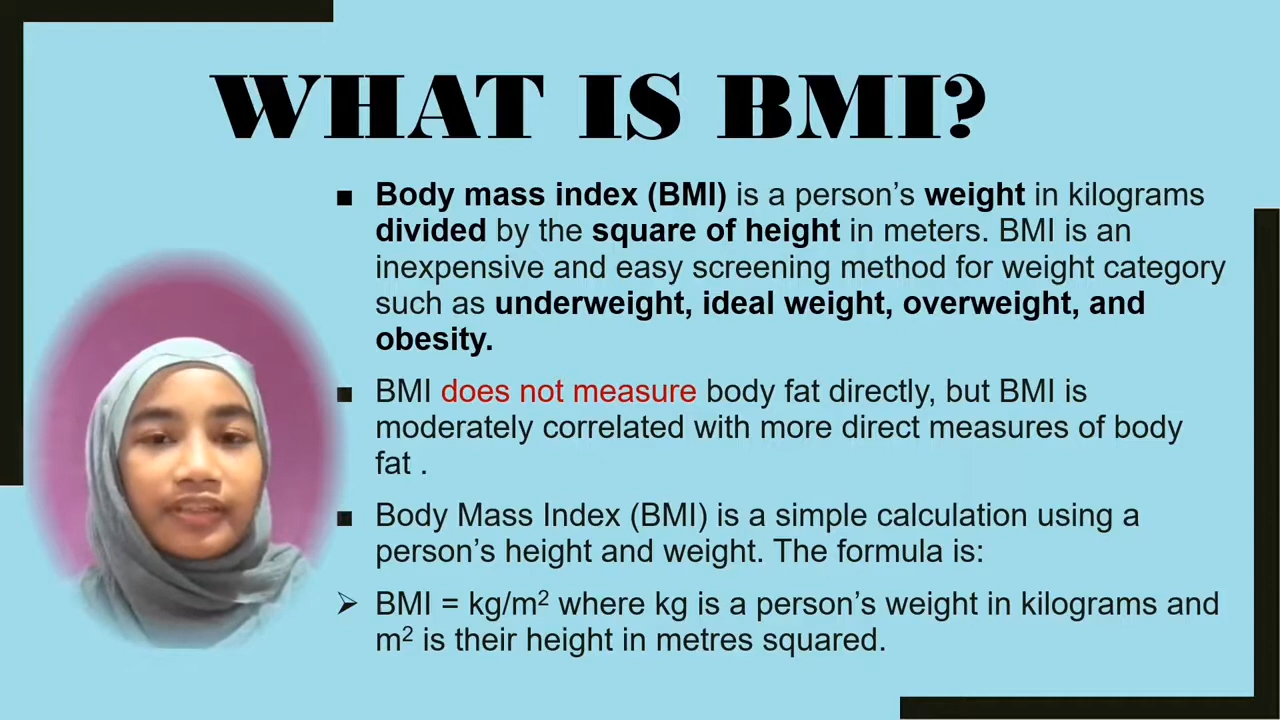 WHAT IS BMI?
▪ Body mass index (BMI) is a person’s weight in kilograms
divided by the square of height in meters. BMI is an
inexpensive and easy screening method for weight category
such as underweight, ideal weight, overweight, and
obesity.
▪ BMI does not measure body fat directly, but BMI is
moderately correlated with more direct measures of body
fat .
▪ Body Mass Index (BMI) is a simple calculation using a
person’s height and weight. The formula is:
➢ BMI = kg/m² where kg is a person’s weight in kilograms and
m² is their height in metres squared.